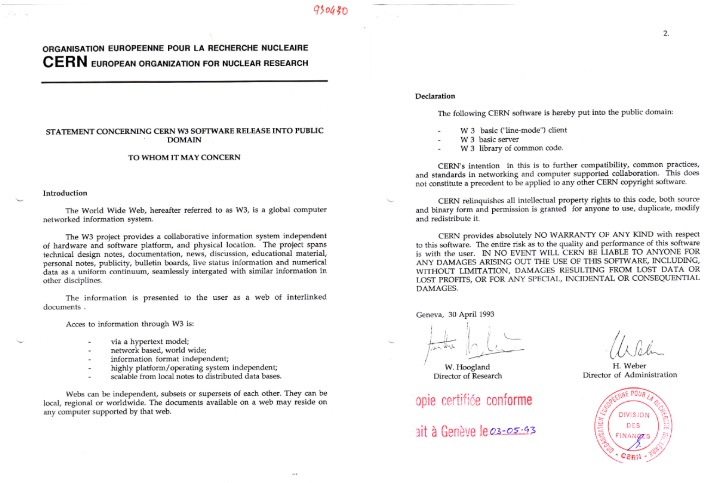 930430
ORGANISATION EUROPEENNE POUR LA RECHERCHE NUCLEAIRE
CERN EUROPEAN ORGANIZATION FOR NUCLEAR RESEARCH
STATEMENT CONCERNING CERN W3 SOFTWARE RELEASE INTO PUBLIC
DOMAIN
TO WHOM IT MAY CONCERN
Introduction
The World Wide Web, hereafter referred to as W3, is a global computer
networked information system.
The W3 project provides a collaborative information system independent
of hardware and software platform, and physical location. The project spans
technical design notes, documentation, news, discussion, educational material,
personal notes, publicity, bulletin boards, live status information and numerical
data as a uniform continuum, seamlessly intergated with similar information in
other disciplines.
The information is presented to the user as a web of interlinked
documents .
Acces to information through W3 is:
- via a hypertext model;
- network based, world wide;
- information format independent;
- highly platform/operating system independent;
- scalable from local notes to distributed data bases.
Webs can be independent, subsets or supersets of each other. They can be
local, regional or worldwide. The documents available on a web may reside on
any computer supported by that web.
2.
Declaration
The following CERN software is hereby put into the public domain:
- W 3 basic ("line-mode") client
- W 3 basic server
- W 3 library of common code.
CERN's intention in this is to further compatibility, common practices,
and standards in networking and computer supported collaboration. This does
not constitute a precedent to be applied to any other CERN copyright software.
CERN relinquishes all intellectual property rights to this code, both source
and binary form and permission is granted for anyone to use, duplicate, modify
and redistribute it.
CERN provides absolutely NO WARRANTY OF ANY KIND with respect
to this software. The entire risk as to the quality and performance of this software
is with the user. IN NO EVENT WILL CERN BE LIABLE TO ANYONE FOR
ANY DAMAGES ARISING OUT THE USE OF THIS SOFTWARE, INCLUDING,
WITHOUT LIMITATION, DAMAGES RESULTING FROM LOST DATA OR
LOST PROFITS, OR FOR ANY SPECIAL, INCIDENTAL OR CONSEQUENTIAL
DAMAGES.
Geneva, 30 April 1993
W. Hoogland
Director of Research
H. Weber
Director of Administration
opie certifiée conforme
ait à Genève le 03-05-93
ORGANISATION EUROPÉENNE POUR LA RECHERCHE NUCLÉAIRE
DIVISION
DES
FINANCES
- CERN -